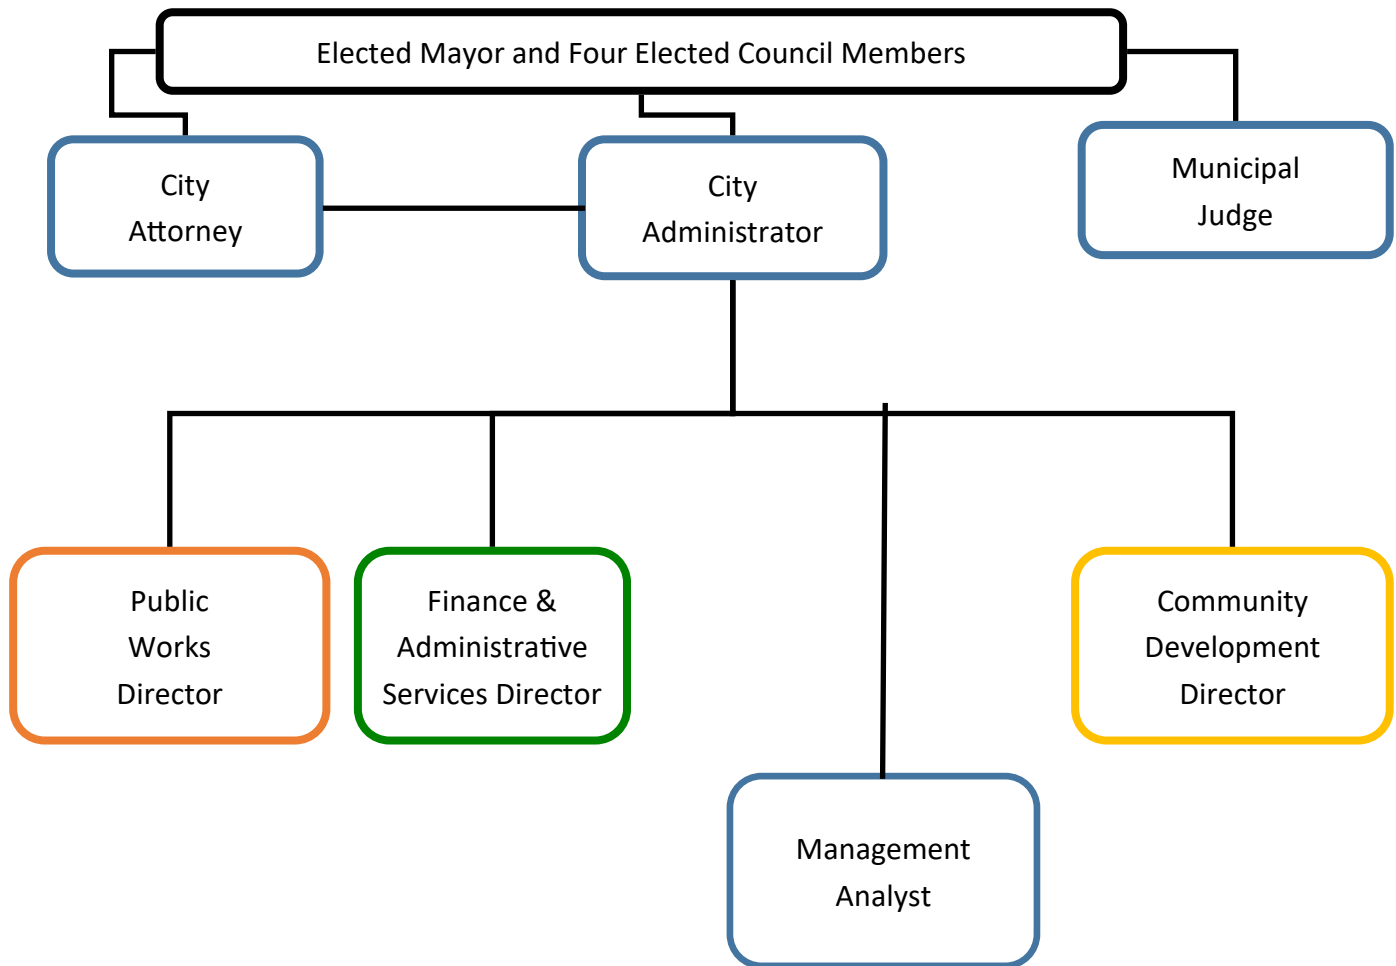 Elected Mayor and Four Elected Council Members
City
Attorney
City
Administrator
Municipal
Judge
Public
Works
Director
Finance &
Administrative
Services Director
Community
Development
Director
Management
Analyst